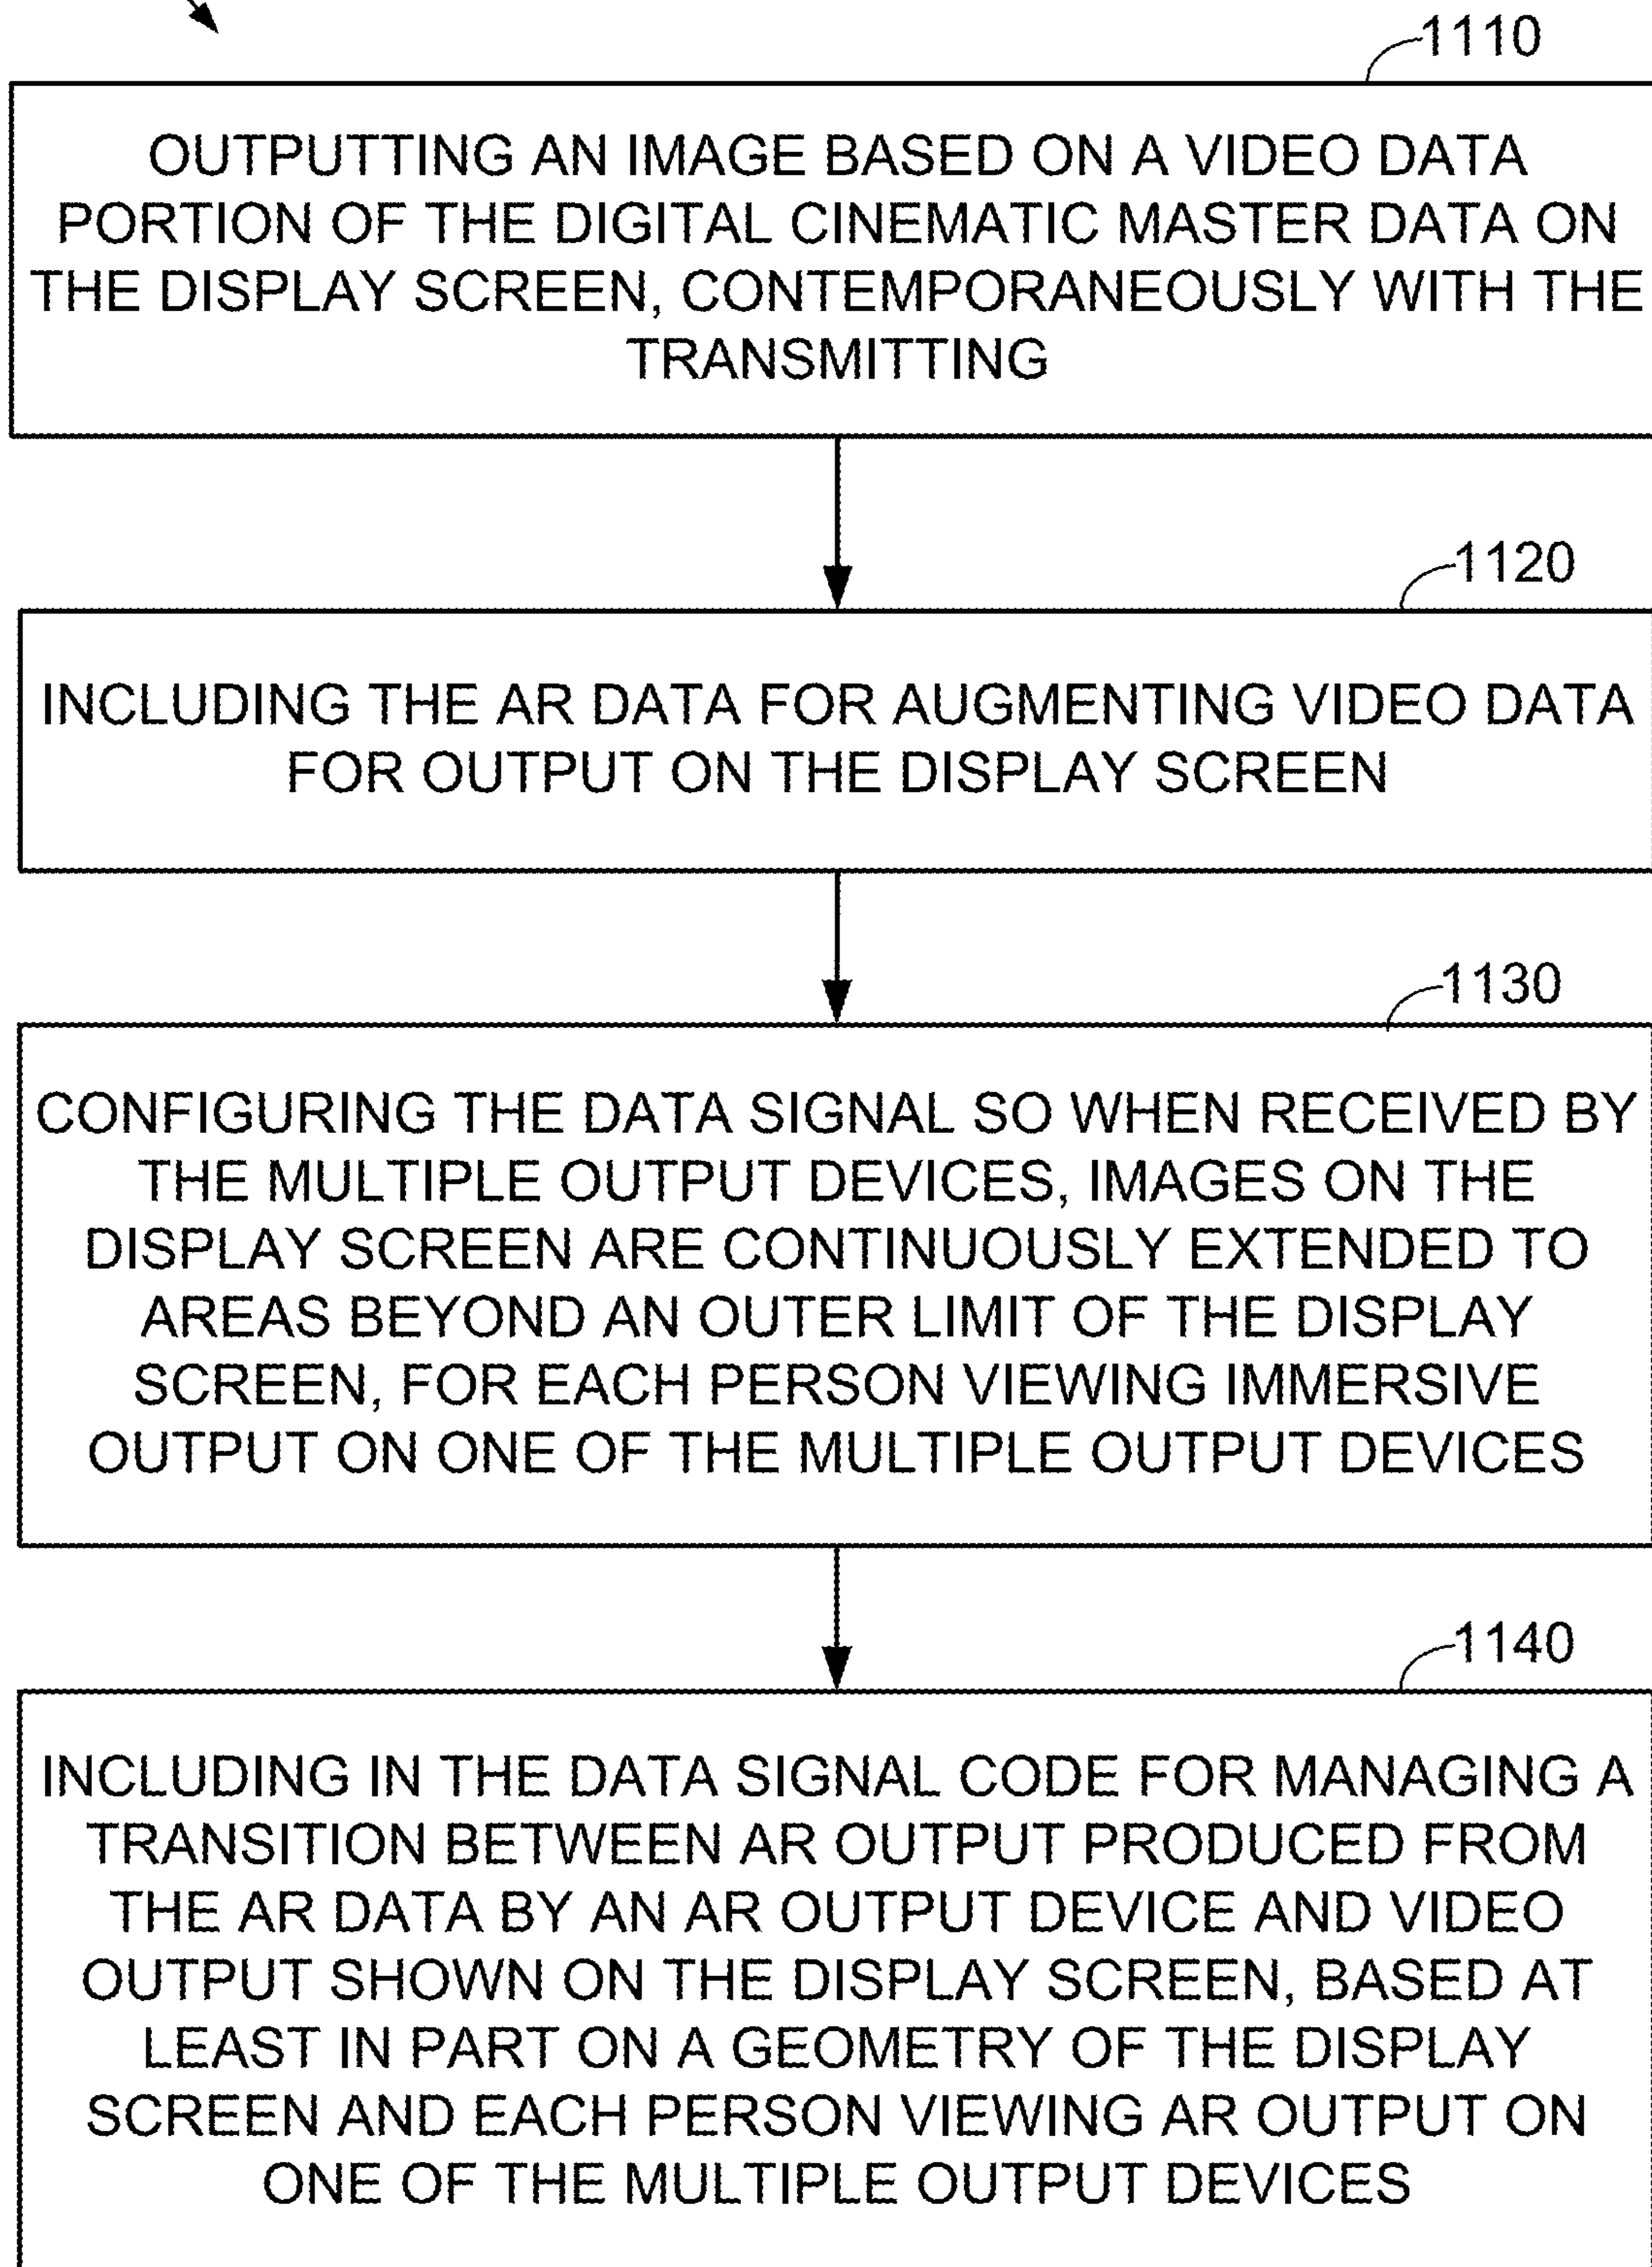 1110
OUTPUTTING AN IMAGE BASED ON A VIDEO DATA
PORTION OF THE DIGITAL CINEMATIC MASTER DATA ON
THE DISPLAY SCREEN, CONTEMPORANEOUSLY WITH THE
TRANSMITTING
1120
INCLUDING THE AR DATA FOR AUGMENTING VIDEO DATA
FOR OUTPUT ON THE DISPLAY SCREEN
1130
CONFIGURING THE DATA SIGNAL SO WHEN RECEIVED BY
THE MULTIPLE OUTPUT DEVICES, IMAGES ON THE
DISPLAY SCREEN ARE CONTINUOUSLY EXTENDED TO
AREAS BEYOND AN OUTER LIMIT OF THE DISPLAY
SCREEN, FOR EACH PERSON VIEWING IMMERSIVE
OUTPUT ON ONE OF THE MULTIPLE OUTPUT DEVICES
1140
INCLUDING IN THE DATA SIGNAL CODE FOR MANAGING A
TRANSITION BETWEEN AR OUTPUT PRODUCED FROM
THE AR DATA BY AN AR OUTPUT DEVICE AND VIDEO
OUTPUT SHOWN ON THE DISPLAY SCREEN, BASED AT
LEAST IN PART ON A GEOMETRY OF THE DISPLAY
SCREEN AND EACH PERSON VIEWING AR OUTPUT ON
ONE OF THE MULTIPLE OUTPUT DEVICES